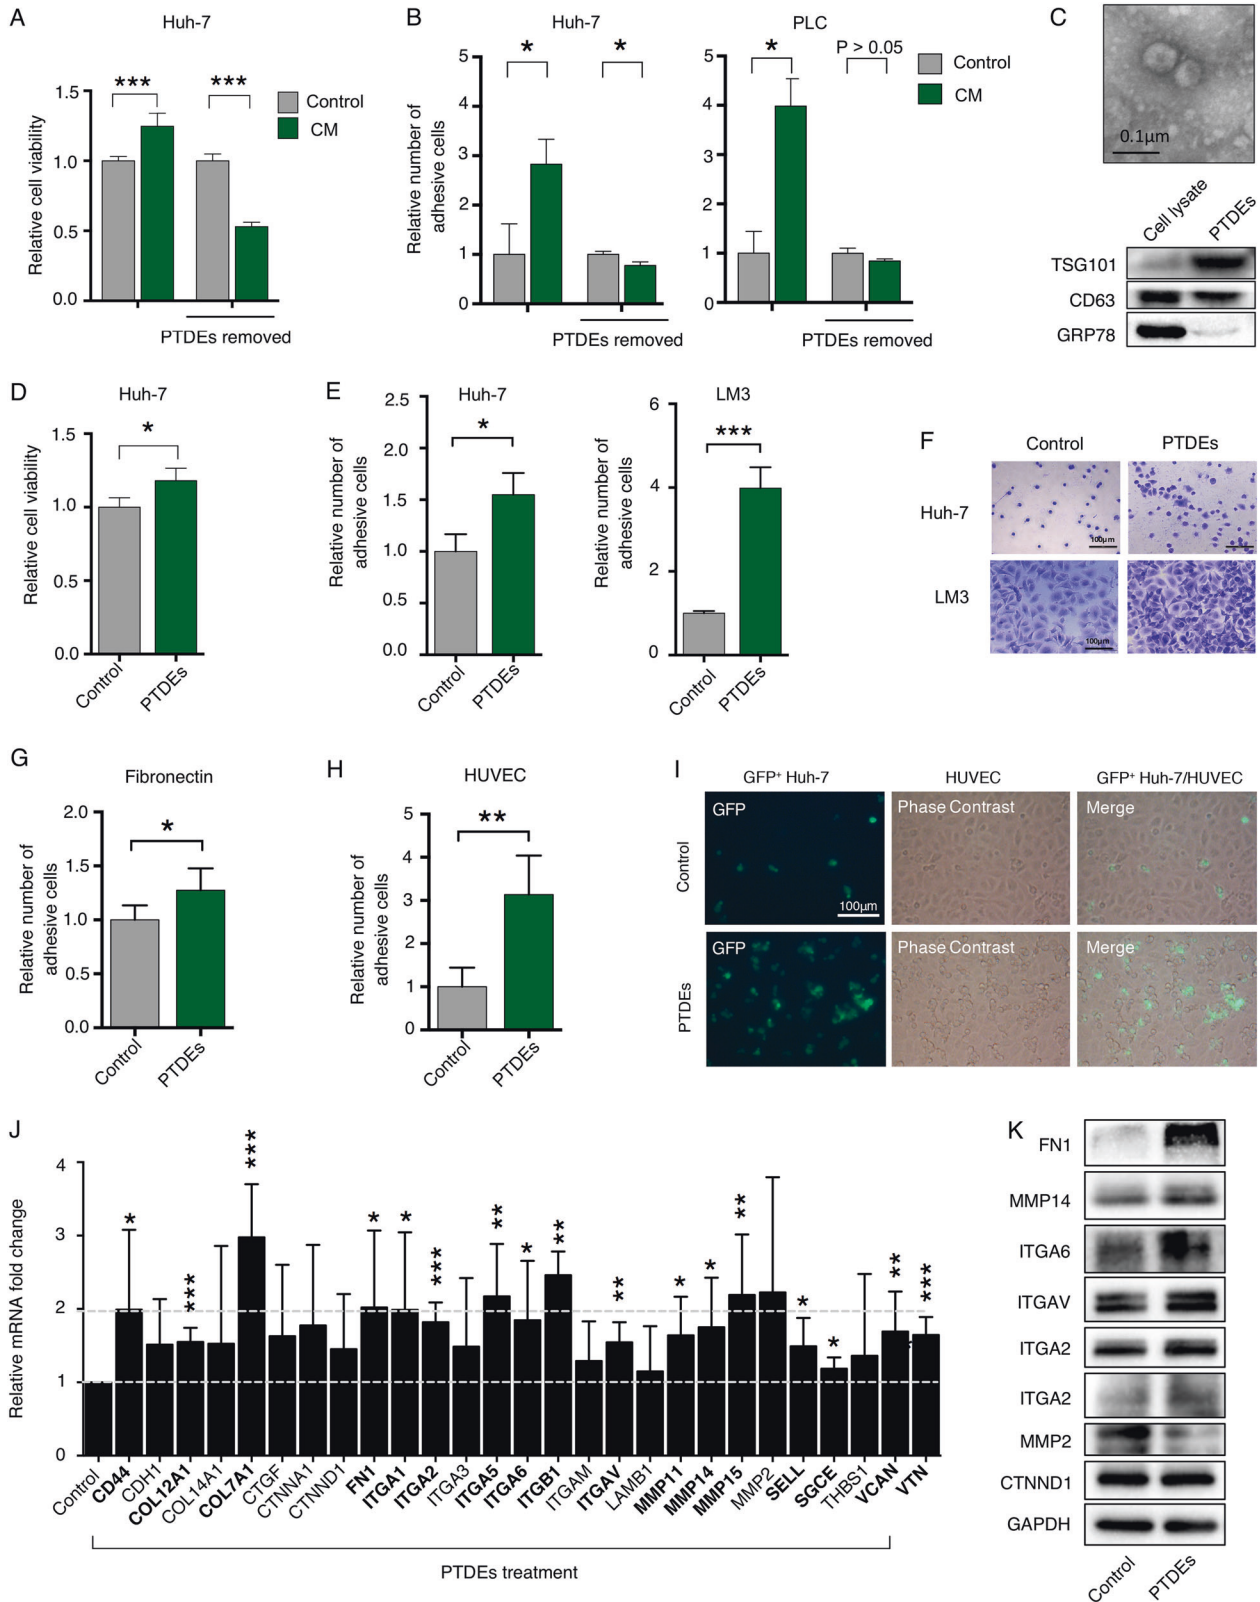 A
Huh-7
Relative cell viability
1.5
1.0
0.5
0.0
***
***
Control
CM
PTDEs removed
B
Huh-7
PLC
Relative number of
adhesive cells
5
4
3
2
1
0
*
*
PTDEs removed
5
4
3
2
1
0
*
P > 0.05
Control
CM
PTDEs removed
C
0.1µm
Cell lysate
PTDEs
TSG101
CD63
GRP78
D
Huh-7
Relative cell viability
1.5
1.0
0.5
0.0
*
Control
PTDEs
E
Huh-7
Relative number of
adhesive cells
2.5
2.0
1.5
1.0
0.5
0.0
*
Control
PTDEs
LM3
Relative number of
adhesive cells
6
4
2
0
***
Control
PTDEs
F
Control
PTDEs
Huh-7
100µm
LM3
100µm
G
Fibronectin
Relative number of
adhesive cells
2.0
1.5
1.0
0.5
0.0
*
Control
PTDEs
H
HUVEC
Relative number of
adhesive cells
5
4
3
2
1
0
**
Control
PTDEs
I
GFP+ Huh-7
HUVEC
GFP+ Huh-7/HUVEC
Control
GFP
100µm
Phase Contrast
Merge
PTDEs
GFP
Phase Contrast
Merge
J
Relative mRNA fold change
4
3
2
1
0
*
***
***
*
*
***
**
*
**
**
*
*
**
*
*
**
***
Control
CD44
CDH1
COL12A1
COL14A1
COL7A1
CTGF
CTNNA1
CTNND1
FN1
ITGA1
ITGA2
ITGA3
ITGA5
ITGA6
ITGB1
ITGAM
ITGAV
LAMB1
MMP11
MMP14
MMP15
MMP2
SELL
SGCE
THBS1
VCAN
VTN
PTDEs treatment
K
FN1
MMP14
ITGA6
ITGAV
ITGA2
ITGA2
MMP2
CTNND1
GAPDH
Control
PTDEs